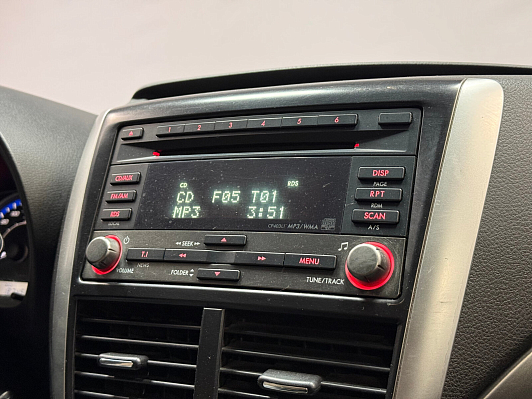 1 2 3 4 5 6
CD/AUX
FM/AM
RDS
CD RDS
CD F05 T01
MP3 3:51
MP3/WMA
DISP
PAGE
RPT
RDM
SCAN
A/S
SEEK
T.I
NEWS
MENU
VOLUME
FOLDER
TUNE/TRACK